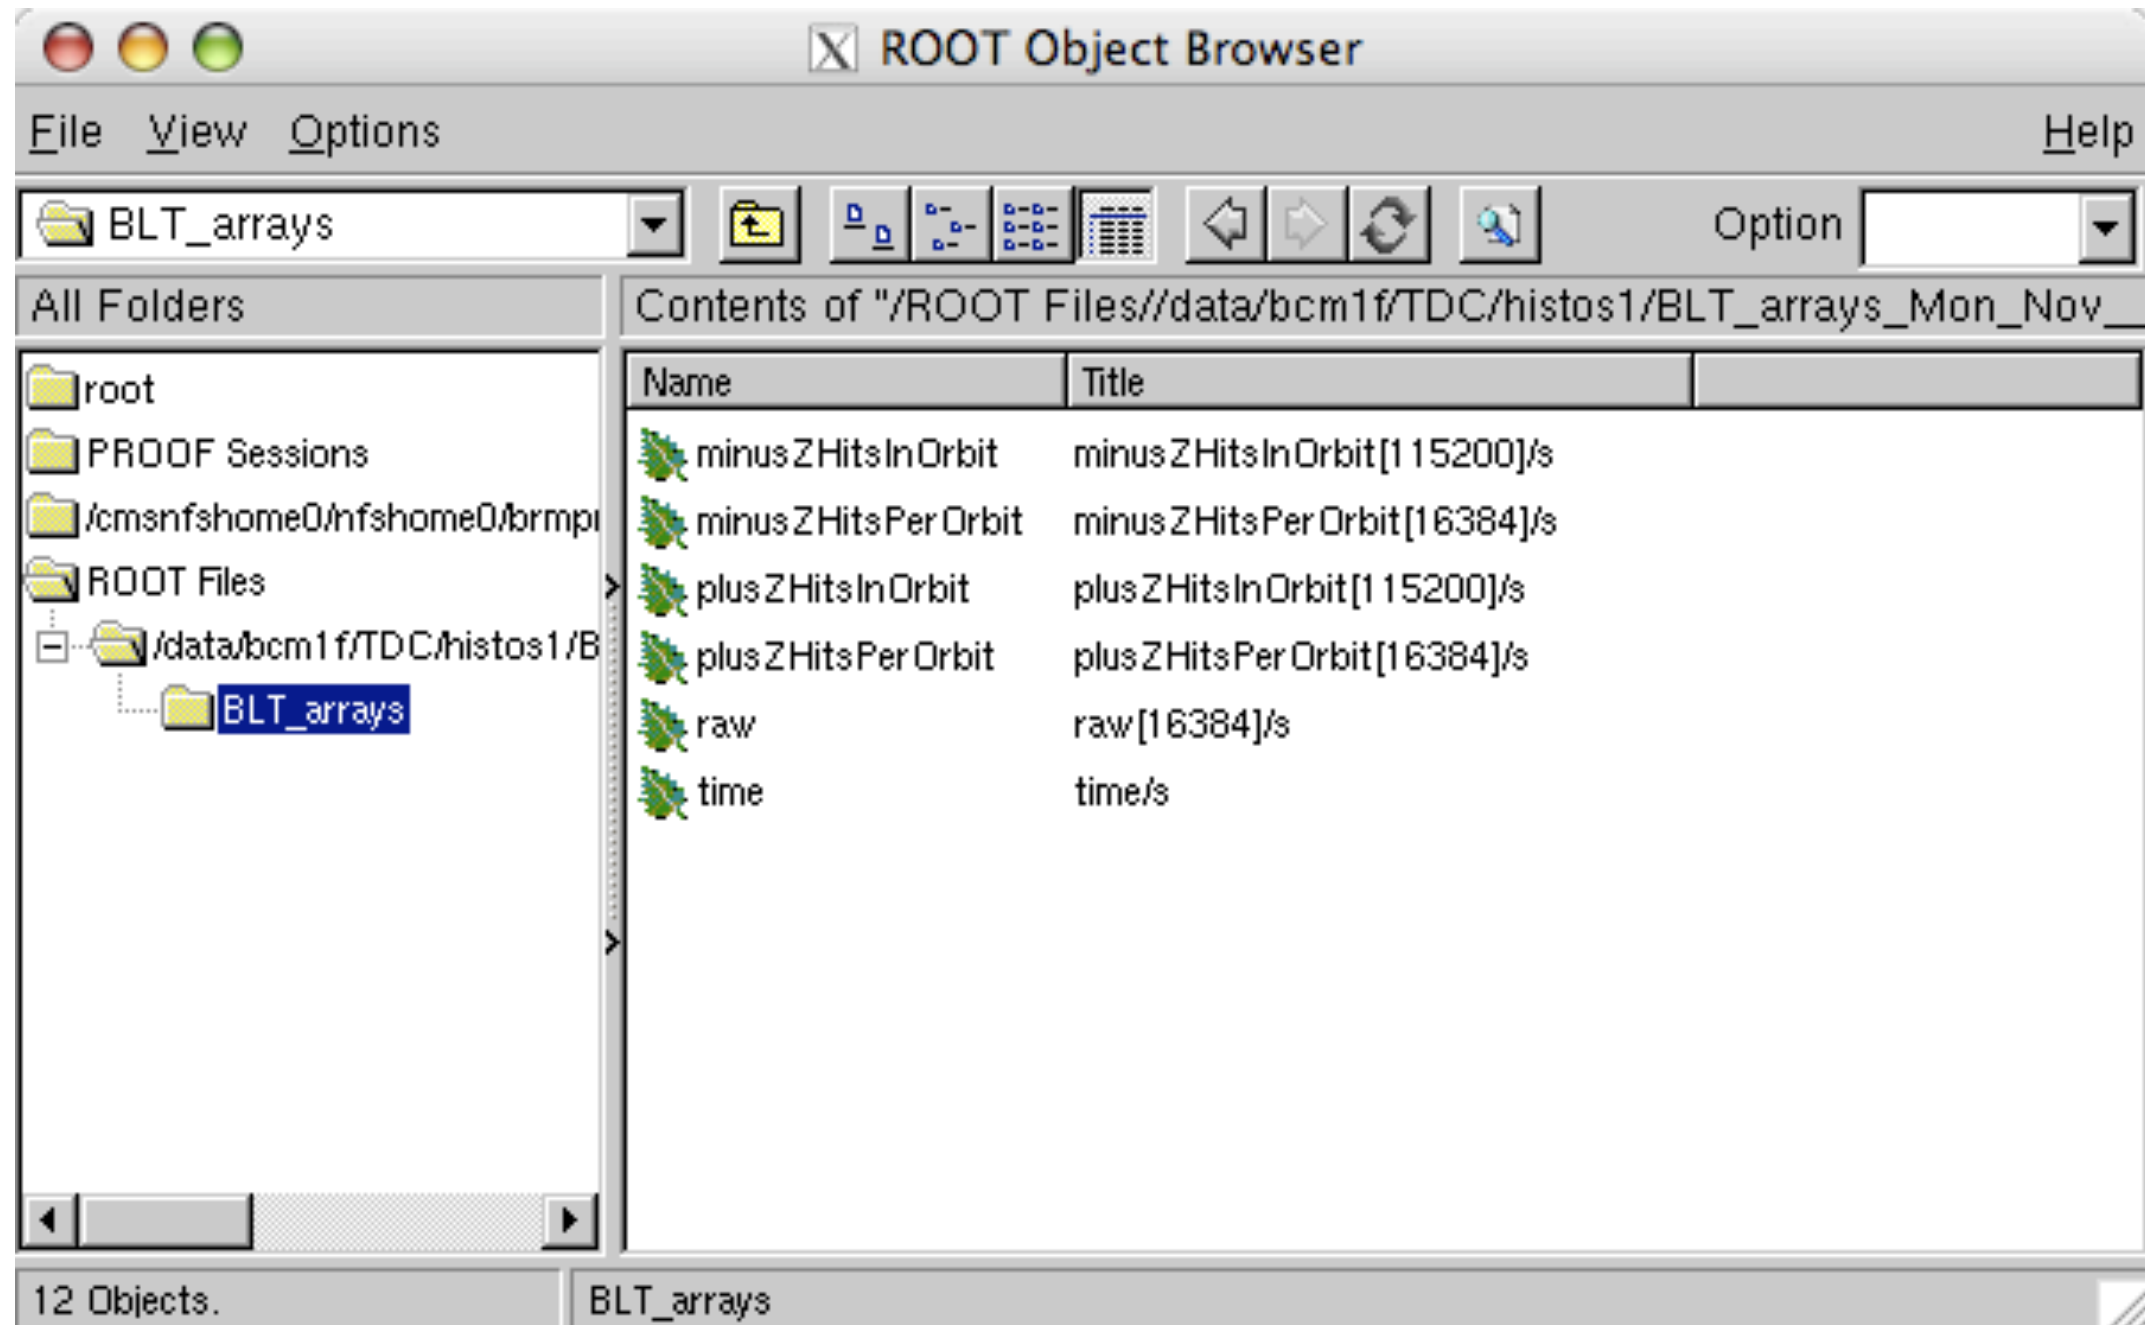 X ROOT Object Browser
File View Options Help
BLT_arrays Option
All Folders
Contents of "/ROOT Files//data/bcm1f/TDC/histos1/BLT_arrays_Mon_Nov__
root
PROOF Sessions
/cmsnfshome0/nfshome0/brmpr
ROOT Files
/data/bcm1f/TDC/histos1/B
BLT_arrays
Name Title
minusZHitsInOrbit minusZHitsInOrbit[115200]/s
minusZHitsPerOrbit minusZHitsPerOrbit[16384]/s
plusZHitsInOrbit plusZHitsInOrbit[115200]/s
plusZHitsPerOrbit plusZHitsPerOrbit[16384]/s
raw raw[16384]/s
time time/s
12 Objects. BLT_arrays